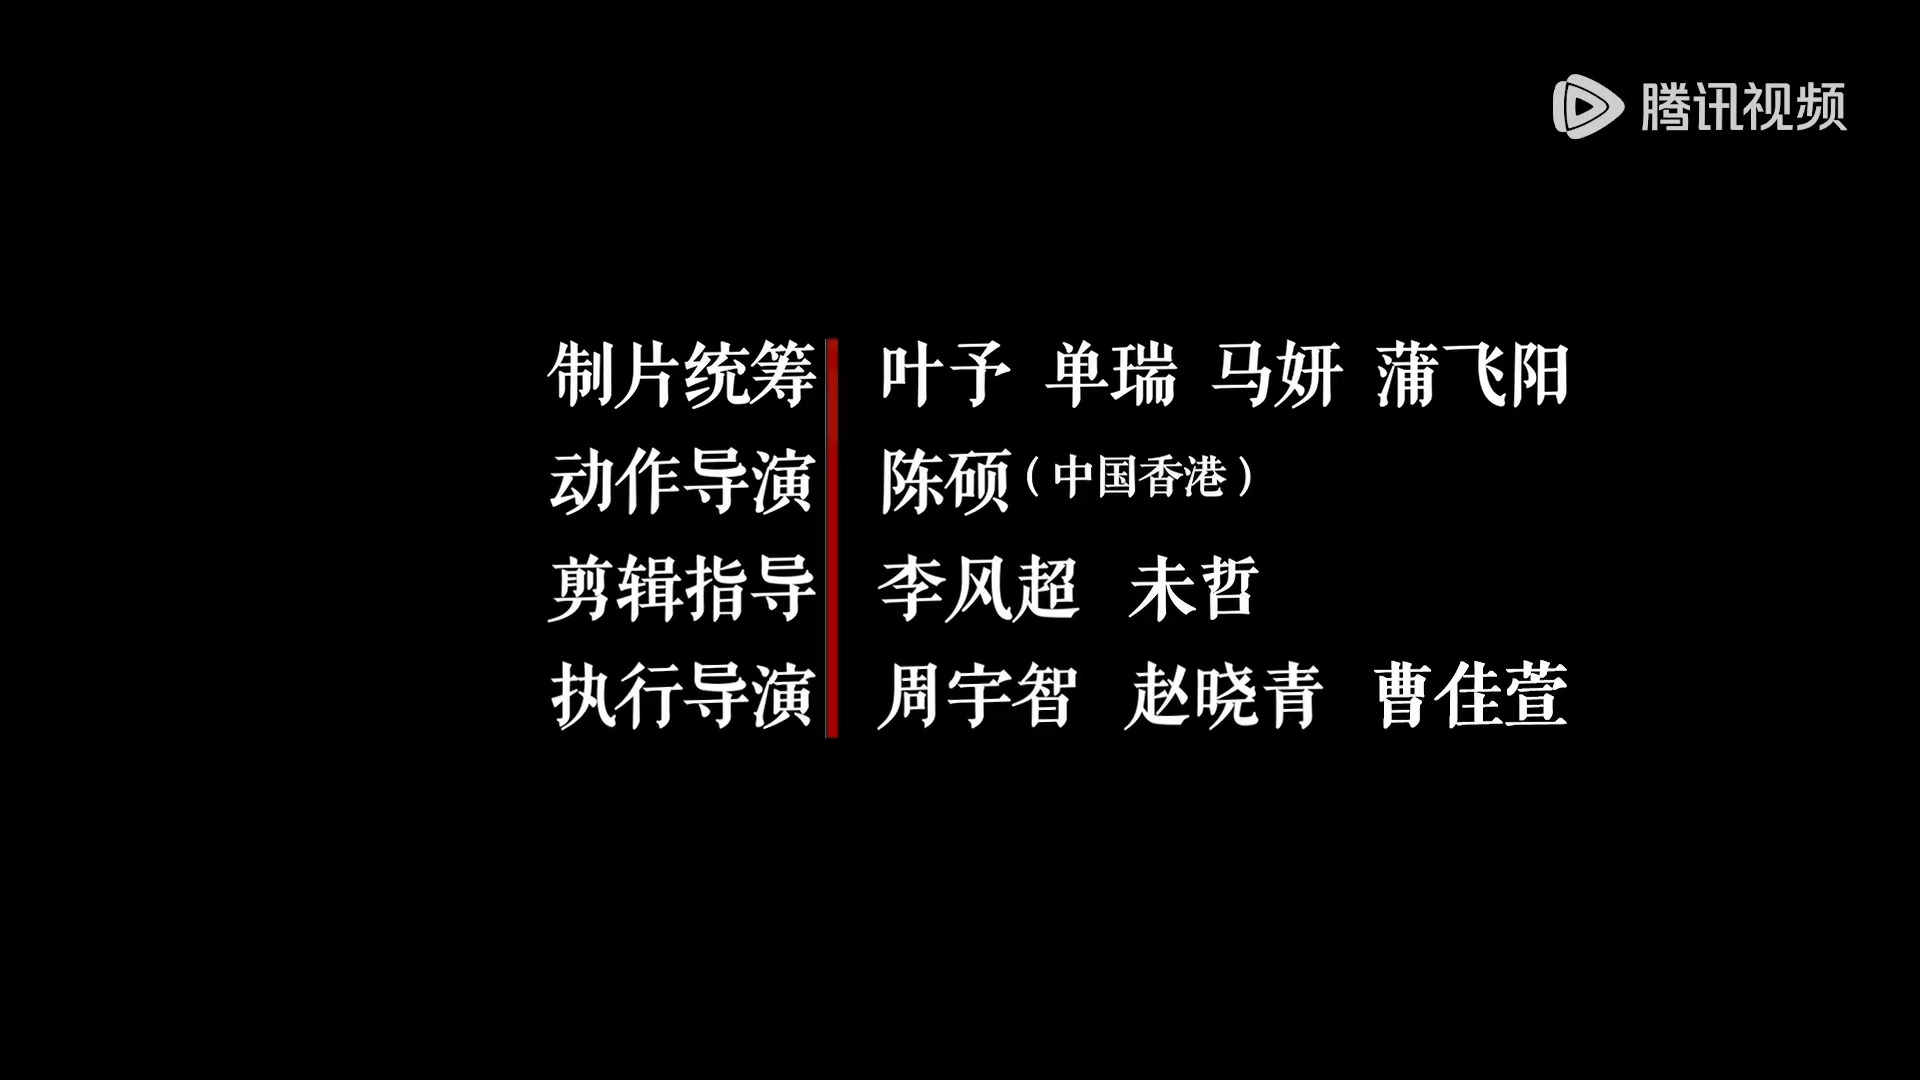 腾讯视频
制片统筹 叶予 单瑞 马妍 蒲飞阳
动作导演 陈硕（中国香港）
剪辑指导 李风超 未哲
执行导演 周宇智 赵晓青 曹佳萱